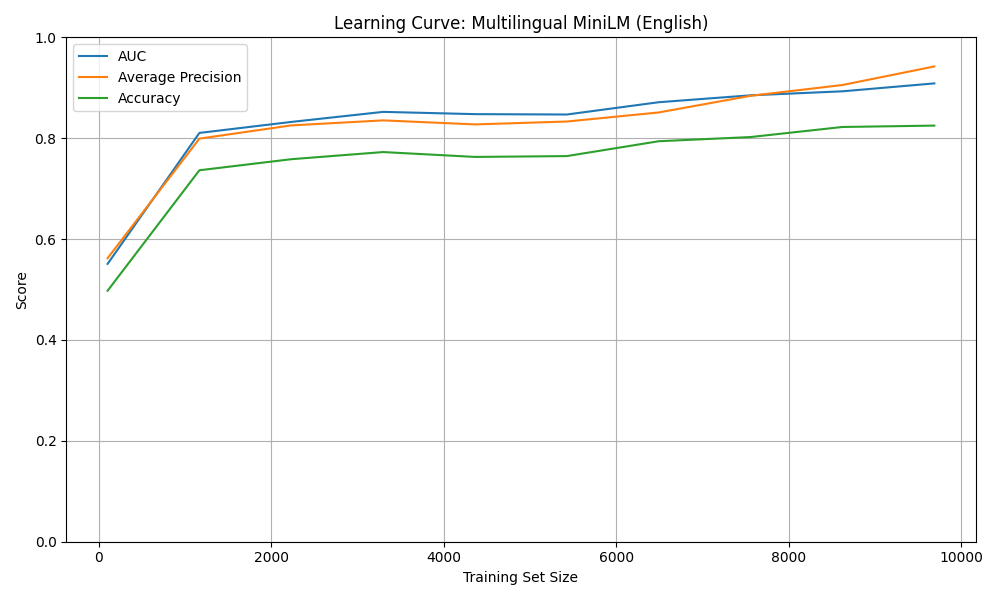 Learning Curve: Multilingual MiniLM (English)
AUC
Average Precision
Accuracy
Score
1.0
0.8
0.6
0.4
0.2
0.0
0
2000
4000
6000
8000
10000
Training Set Size